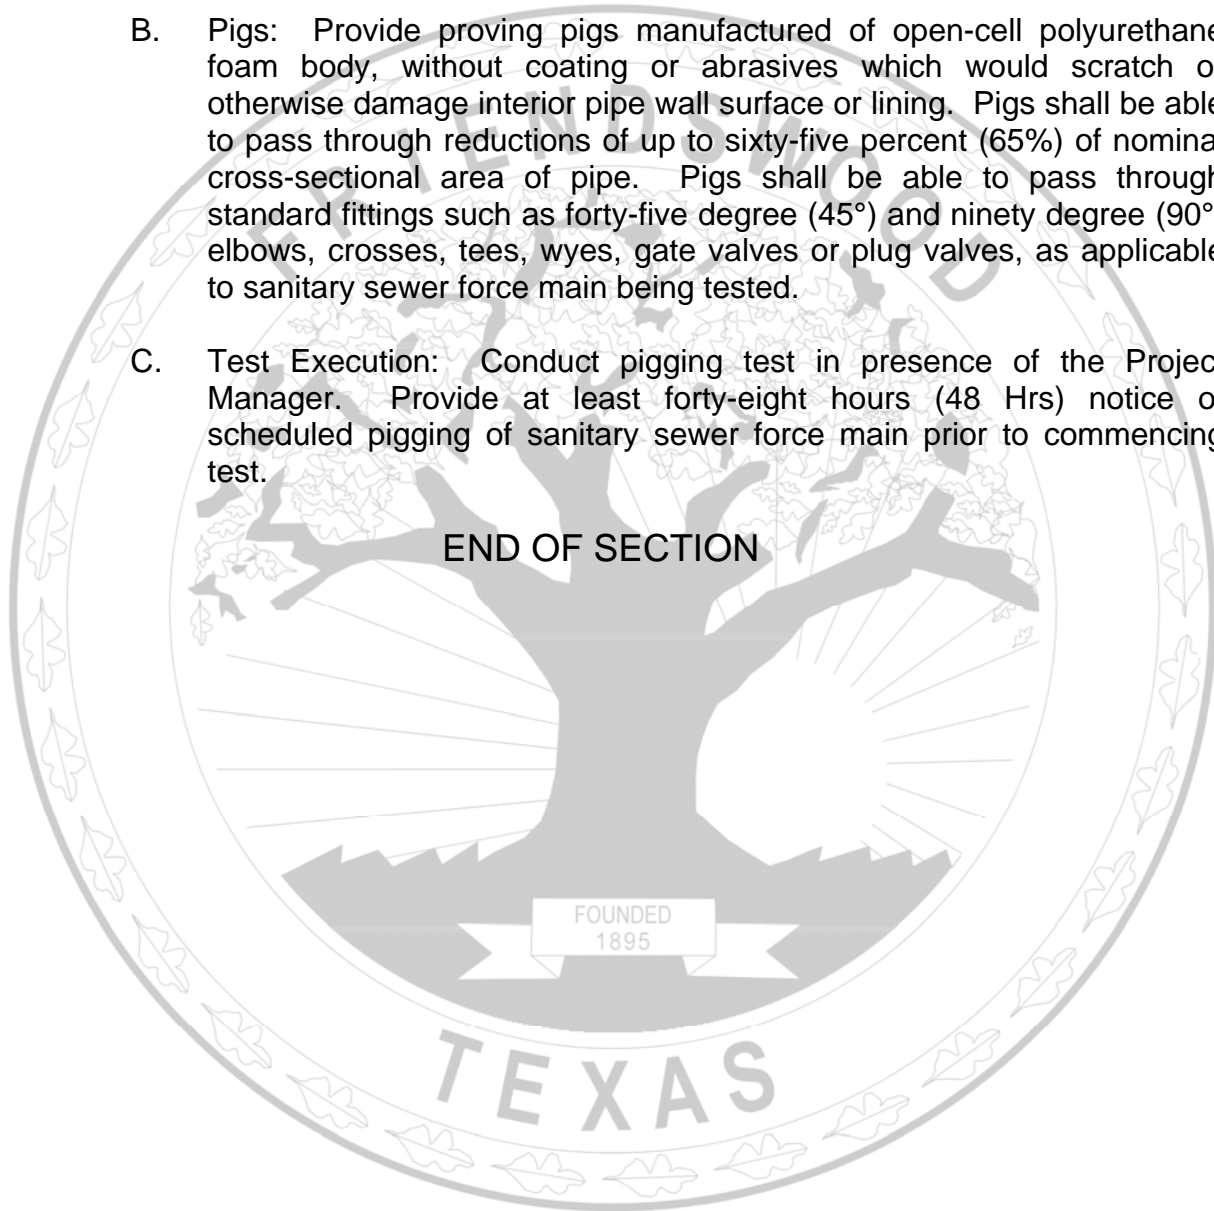 B. Pigs: Provide proving pigs manufactured of open-cell polyurethane
foam body, without coating or abrasives which would scratch o
otherwise damage interior pipe wall surface or lining. Pigs shall be able
to pass through reductions of up to sixty-five percent (65%) of nomina
cross-sectional area of pipe. Pigs shall be able to pass through
standard fittings such as forty-five degree (45°) and ninety degree (90°
elbows, crosses, tees, wyes, gate valves or plug valves, as applicable
to sanitary sewer force main being tested.
C. Test Execution: Conduct pigging test in presence of the Projec
Manager. Provide at least forty-eight hours (48 Hrs) notice o
scheduled pigging of sanitary sewer force main prior to commencing
test.
END OF SECTION
FRIENDSWOOD
FOUNDED
1895
TEXAS